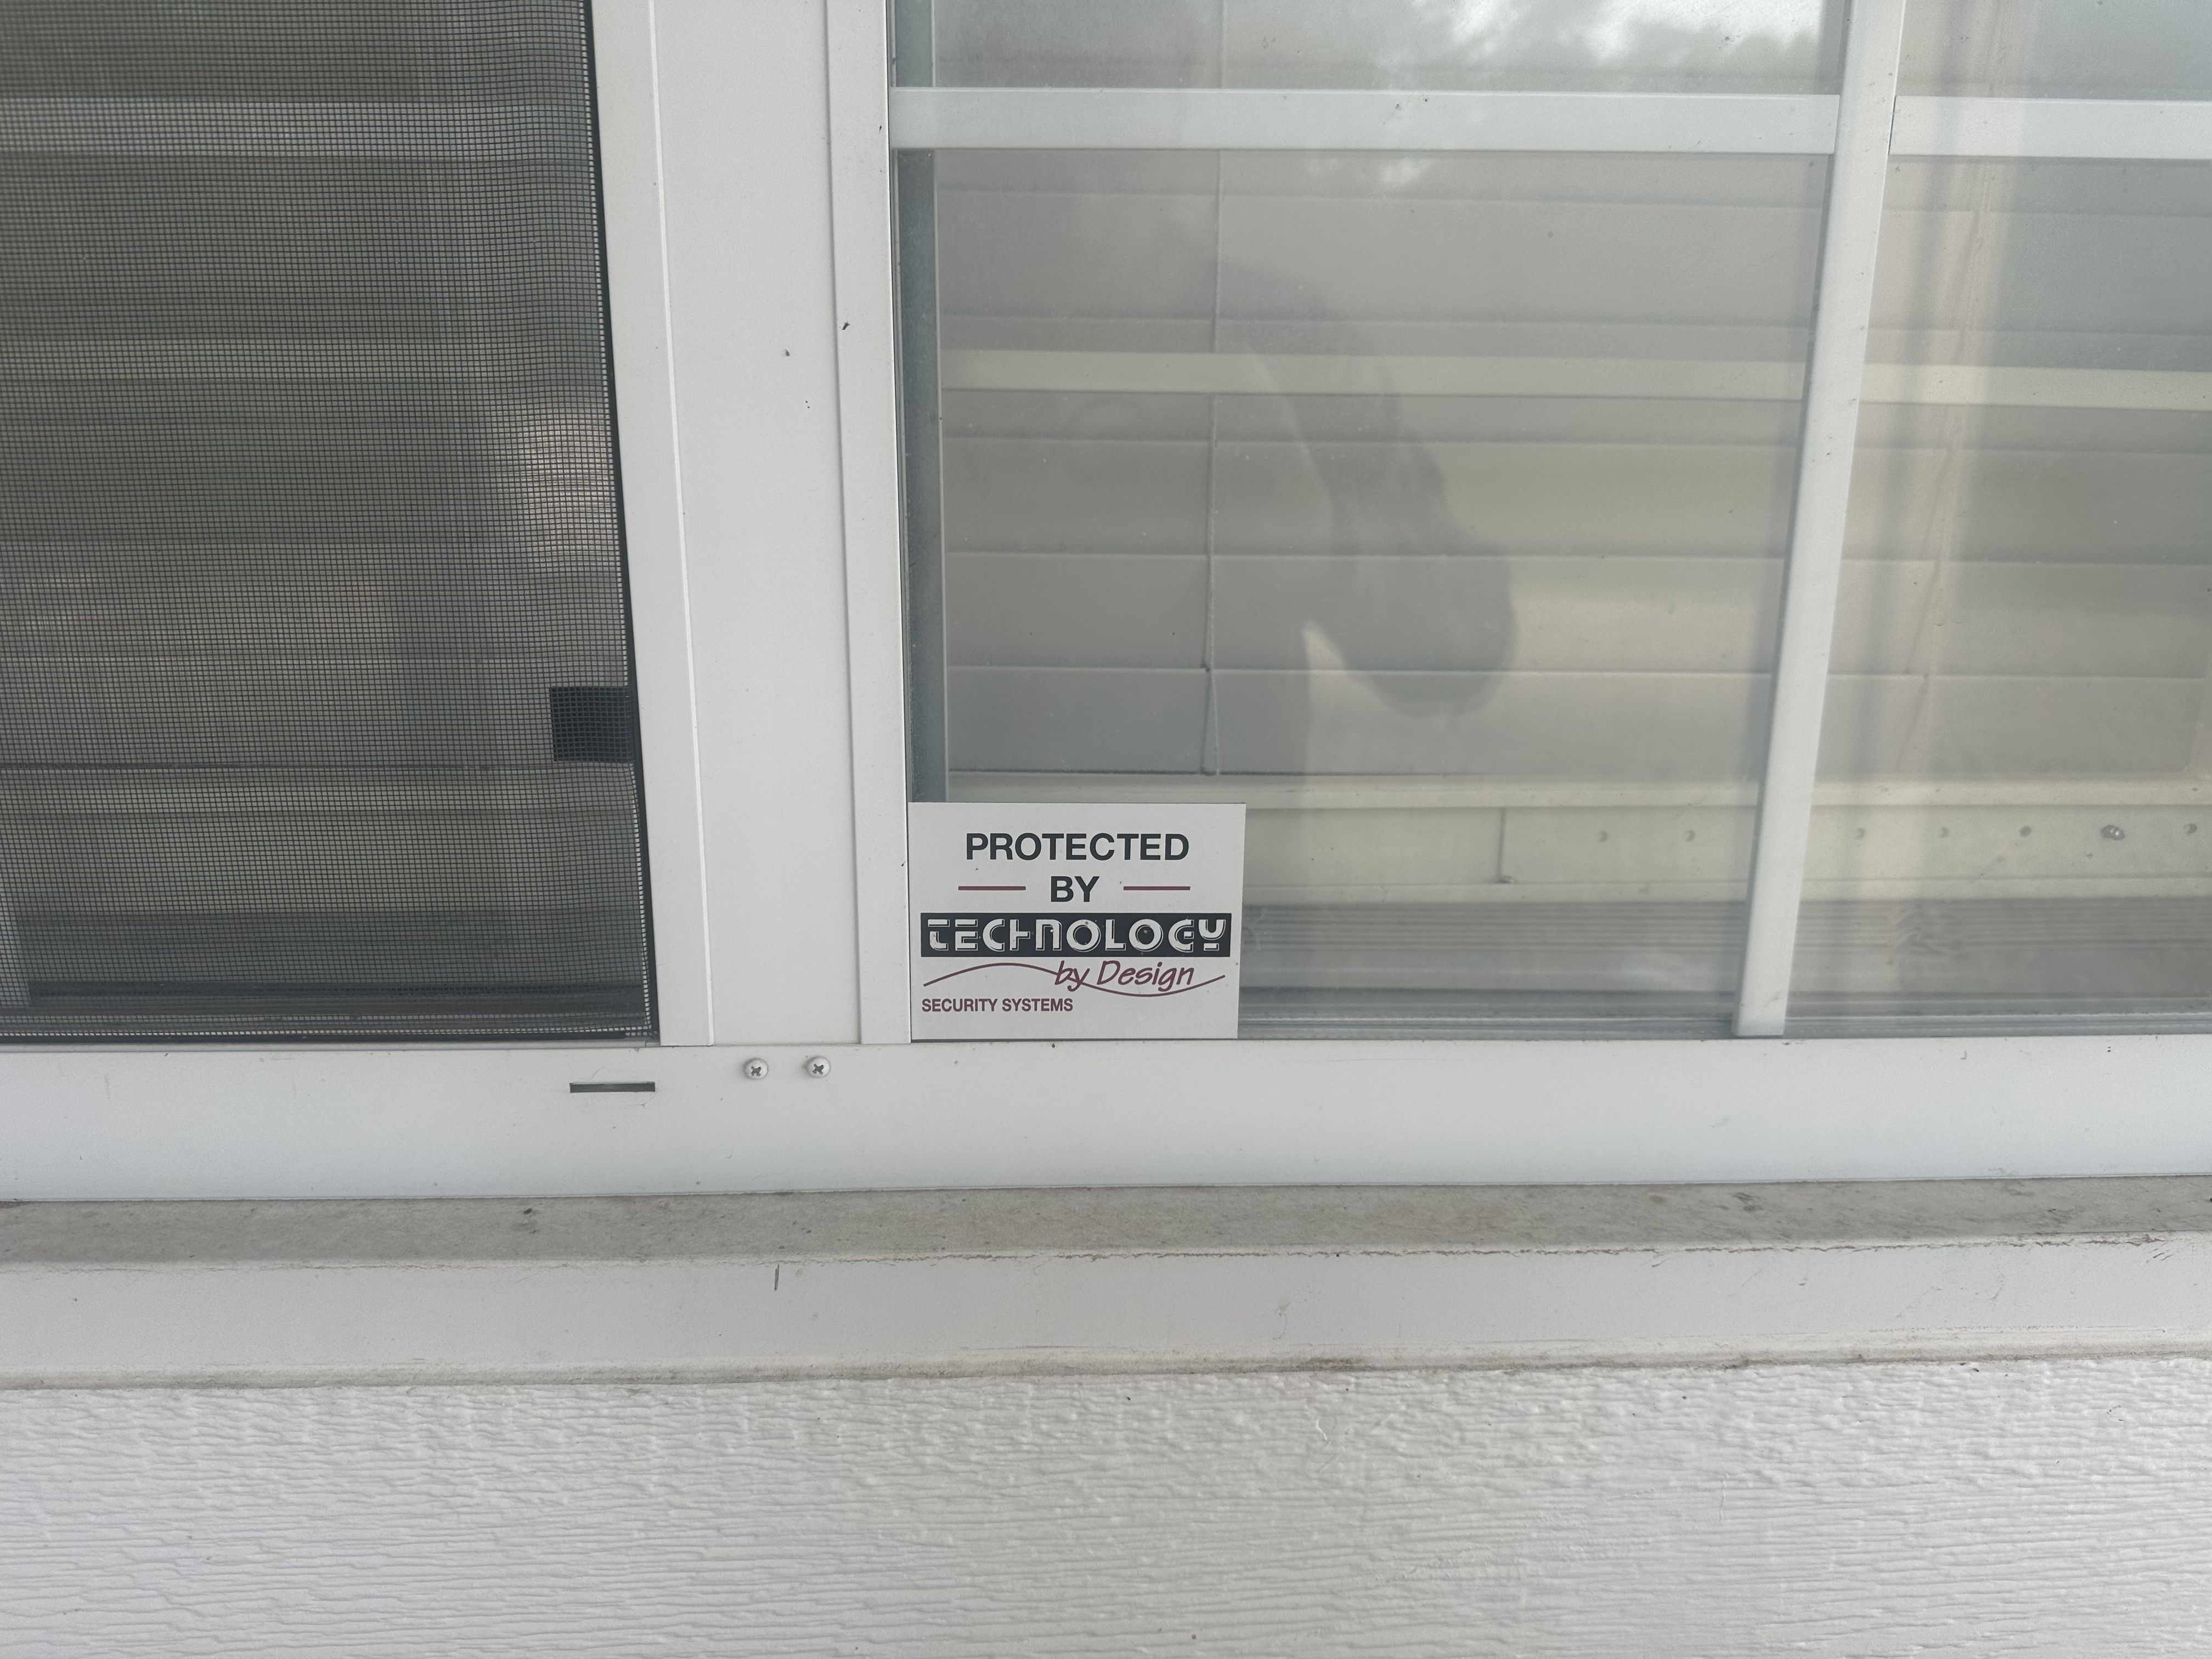 PROTECTED
BY
TECHNOLOGY
by Design
SECURITY SYSTEMS